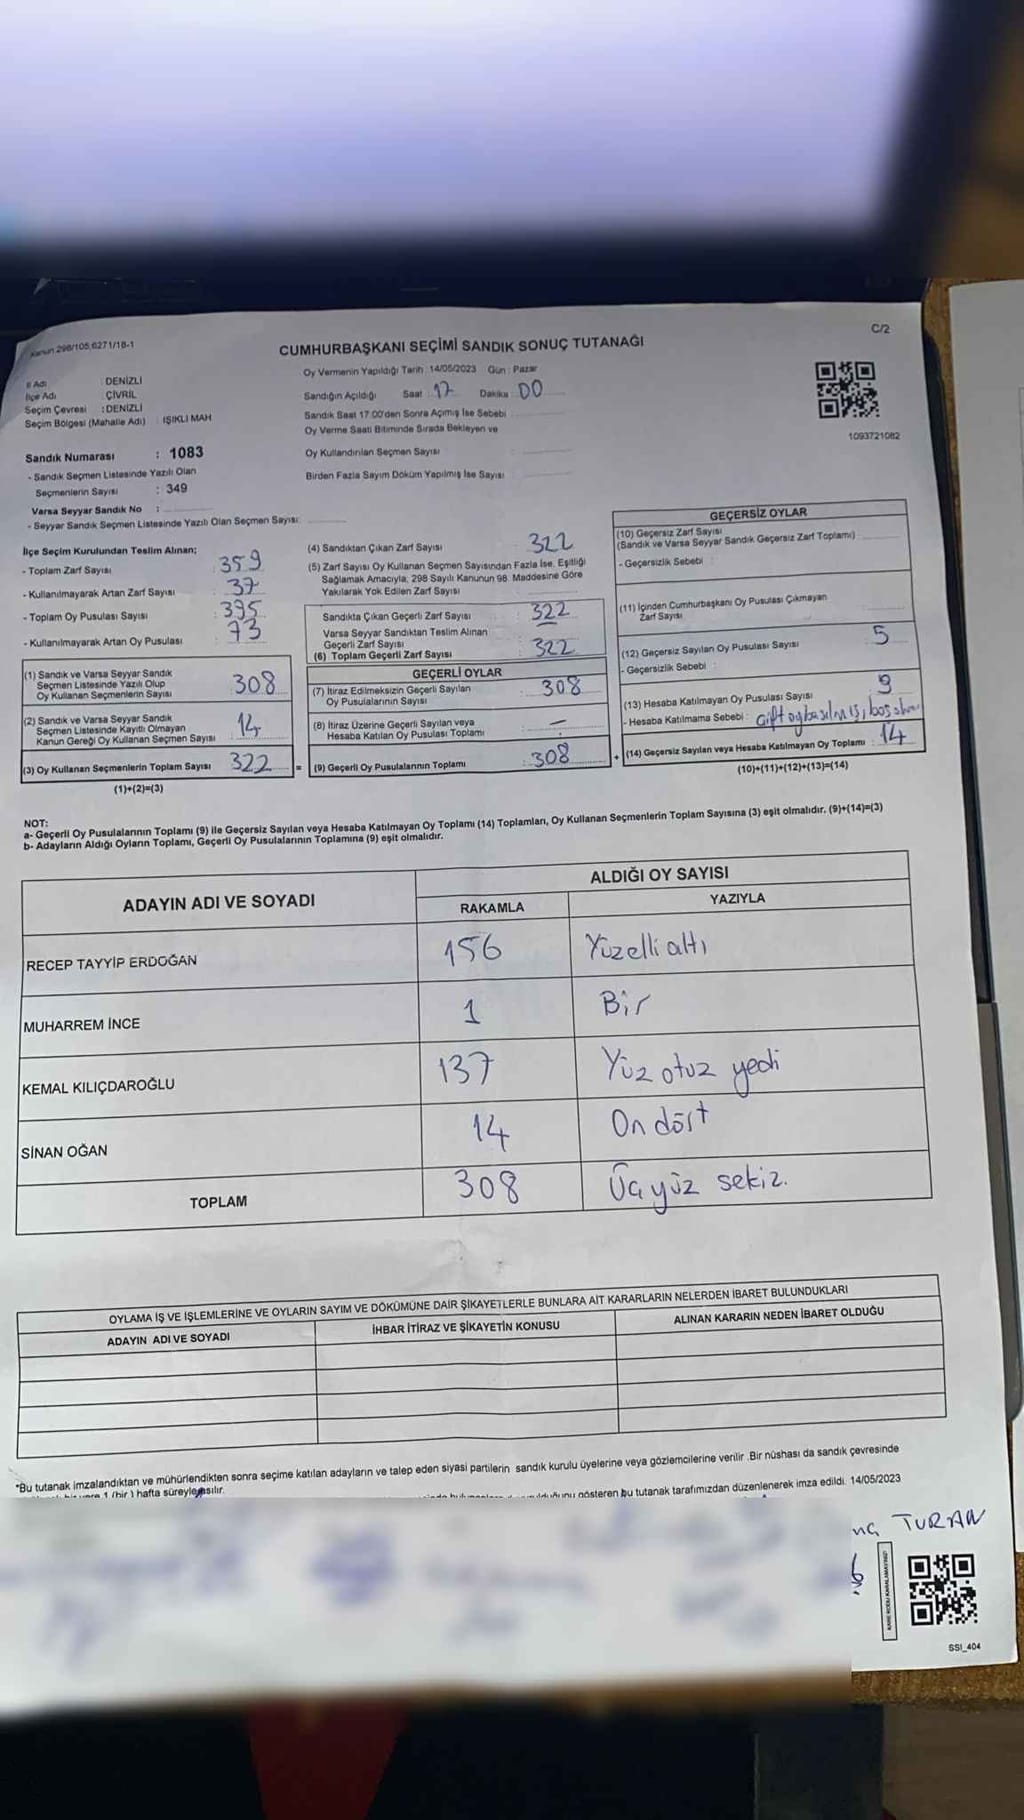 Kanun 298/105,6271/18-1
C/2
CUMHURBAŞKANI SEÇİMİ SANDIK SONUÇ TUTANAĞI
İl Adı : DENİZLİ
İlçe Adı : ÇİVRİL
Seçim Çevresi : DENİZLİ
Seçim Bölgesi (Mahalle Adı) : IŞIKLI MAH
Sandık Numarası : 1083
- Sandık Seçmen Listesinde Yazılı Olan
Seçmenlerin Sayısı : 349
Varsa Seyyar Sandık No :
- Seyyar Sandık Seçmen Listesinde Yazılı Olan Seçmen Sayısı:
Oy Vermenin Yapıldığı Tarih :14/05/2023 Gün : Pazar
Sandığın Açıldığı Saat 17 Dakika 00
Sandık Saat 17:00'den Sonra Açımış İse Sebebi
Oy Verme Saati Bitiminde Sırada Bekleyen ve
Oy Kullandırılan Seçmen Sayısı :
Birden Fazla Sayım Döküm Yapılmış İse Sayısı :
1093721082
İlçe Seçim Kurulundan Teslim Alınan;
- Toplam Zarf Sayısı : 359
- Kullanılmayarak Artan Zarf Sayısı : 37
- Toplam Oy Pusulası Sayısı : 395
- Kullanılmayarak Artan Oy Pusulası : 73
(1) Sandık ve Varsa Seyyar Sandık
Seçmen Listesinde Yazılı Olup
Oy Kullanan Seçmenlerin Sayısı : 308
(2) Sandık ve Varsa Seyyar Sandık
Seçmen Listesinde Kayıtlı Olmayan
Kanun Gereği Oy Kullanan Seçmen Sayısı : 14
(3) Oy Kullanan Seçmenlerin Toplam Sayısı : 322 =
(1)+(2)=(3)
(4) Sandıktan Çıkan Zarf Sayısı : 322
(5) Zarf Sayısı Oy Kullanan Seçmen Sayısından Fazla İse, Eşitliği
Sağlamak Amacıyla, 298 Sayılı Kanunun 98. Maddesine Göre
Yakılarak Yok Edilen Zarf Sayısı :
Sandıkta Çıkan Geçerli Zarf Sayısı : 322
Varsa Seyyar Sandıktan Teslim Alınan
Geçerli Zarf Sayısı :
(6) Toplam Geçerli Zarf Sayısı : 322
GEÇERLİ OYLAR
(7) İtiraz Edilmeksizin Geçerli Sayılan
Oy Pusulalarının Sayısı : 308
(8) İtiraz Üzerine Geçerli Sayılan veya
Hesaba Katılan Oy Pusulası Toplamı : —
(9) Geçerli Oy Pusulalarının Toplamı : 308 +
GEÇERSİZ OYLAR
(10) Geçersiz Zarf Sayısı
(Sandık ve Varsa Seyyar Sandık Geçersiz Zarf Toplamı) :
- Geçersizlik Sebebi :
(11) İçinden Cumhurbaşkanı Oy Pusulası Çıkmayan
Zarf Sayısı :
(12) Geçersiz Sayılan Oy Pusulası Sayısı : 5
- Geçersizlik Sebebi :
(13) Hesaba Katılmayan Oy Pusulası Sayısı : 9
- Hesaba Katılmama Sebebi : Çift oy basılmış, boş
(14) Geçersiz Sayılan veya Hesaba Katılmayan Oy Toplamı : 14
(10)+(11)+(12)+(13)=(14)
NOT:
a- Geçerli Oy Pusulalarının Toplamı (9) ile Geçersiz Sayılan veya Hesaba Katılmayan Oy Toplamı (14) Toplamları, Oy Kullanan Seçmenlerin Toplam Sayısına (3) eşit olmalıdır. (9)+(14)=(3)
b- Adayların Aldığı Oyların Toplamı, Geçerli Oy Pusulalarının Toplamına (9) eşit olmalıdır.
ADAYIN ADI VE SOYADI
ALDIĞI OY SAYISI
RAKAMLA YAZIYLA
RECEP TAYYİP ERDOĞAN 156 Yüzelli altı
MUHARREM İNCE 1 Bir
KEMAL KILIÇDAROĞLU 137 Yüz otuz yedi
SİNAN OĞAN 14 On dört
TOPLAM 308 Üçyüz sekiz.
OYLAMA İŞ VE İŞLEMLERİNE VE OYLARIN SAYIM VE DÖKÜMÜNE DAİR ŞİKAYETLERLE BUNLARA AİT KARARLARIN NELERDEN İBARET BULUNDUKLARI
ADAYIN ADI VE SOYADI İHBAR İTİRAZ VE ŞİKAYETİN KONUSU ALINAN KARARIN NEDEN İBARET OLDUĞU
*Bu tutanak imzalandıktan ve mühürlendikten sonra seçime katılan adayların ve talep eden siyasi partilerin sandık kurulu üyelerine veya gözlemcilerine verilir .Bir nüshası da sandık çevresinde
1 (bir ) hafta süreyle asılır. gösteren bu tutanak tarafımızdan düzenlenerek imza edildi. 14/05/2023
TURAN
KARE KODU KARALAMAYINIZ!
SSI_404